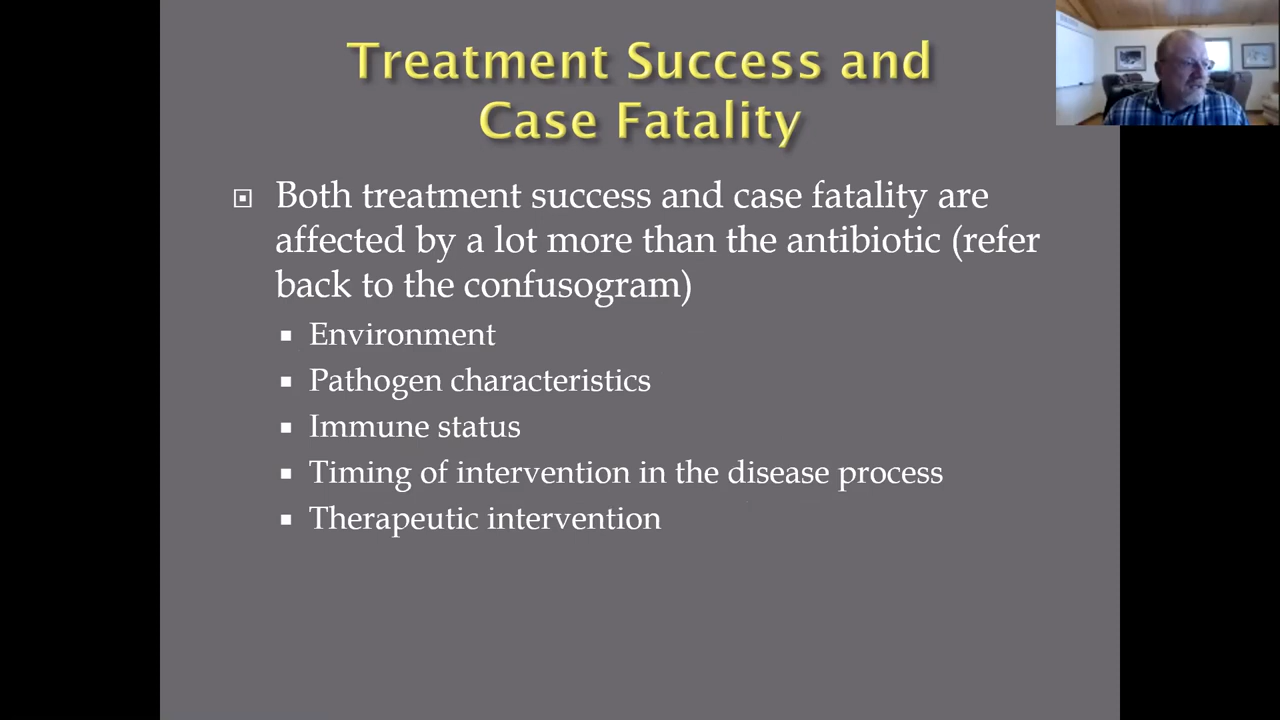 Treatment Success and
Case Fatality
Both treatment success and case fatality are
affected by a lot more than the antibiotic (refer
back to the confusogram)
Environment
Pathogen characteristics
Immune status
Timing of intervention in the disease process
Therapeutic intervention